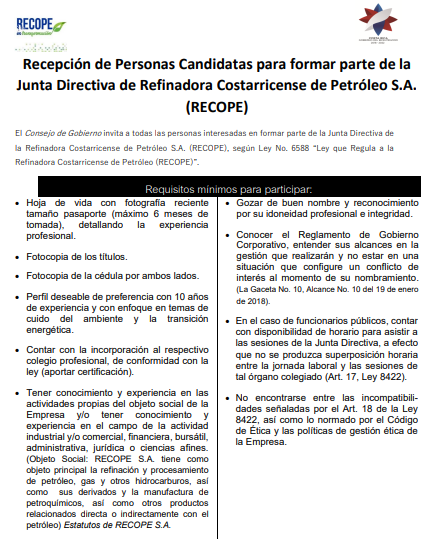 RECOPE
Recepción de Personas Candidatas para formar parte de la
Junta Directiva de Refinadora Costarricense de Petróleo S.A.
(RECOPE)
El Consejo de Gobierno invita a todas las personas interesadas en formar parte de la Junta Directiva de
la Refinadora Costarricense de Petróleo S.A. (RECOPE), según Ley No. 6588 “Ley que Regula a la
Refinadora Costarricense de Petróleo (RECOPE)”.
Requisitos mínimos para participar:
• Hoja de vida con fotografía reciente
tamaño pasaporte (máximo 6 meses de
tomada), detallando la experiencia
profesional.
• Fotocopia de los títulos.
• Fotocopia de la cédula por ambos lados.
• Perfil deseable de preferencia con 10 años
de experiencia y con enfoque en temas de
cuido del ambiente y la transición
energética.
• Contar con la incorporación al respectivo
colegio profesional, de conformidad con la
ley (aportar certificación).
• Tener conocimiento y experiencia en las
actividades propias del objeto social de la
Empresa y/o tener conocimiento y
experiencia en el campo de la actividad
industrial y/o comercial, financiera, bursátil,
administrativa, jurídica o ciencias afines.
(Objeto Social: RECOPE S.A. tiene como
objeto principal la refinación y procesamiento
de petróleo, gas y otros hidrocarburos, así
como sus derivados y la manufactura de
petroquímicos, así como otros productos
relacionados directa o indirectamente con el
petróleo) Estatutos de RECOPE S.A.
• Gozar de buen nombre y reconocimiento
por su idoneidad profesional e integridad.
• Conocer el Reglamento de Gobierno
Corporativo, entender sus alcances en la
gestión que realizarán y no estar en una
situación que configure un conflicto de
interés al momento de su nombramiento.
(La Gaceta No. 10, Alcance No. 10 del 19 de enero
de 2018).
• En el caso de funcionarios públicos, contar
con disponibilidad de horario para asistir a
las sesiones de la Junta Directiva, a efecto
que no se produzca superposición horaria
entre la jornada laboral y las sesiones de
tal órgano colegiado (Art. 17, Ley 8422).
• No encontrarse entre las incompatibili-
dades señaladas por el Art. 18 de la Ley
8422, así como lo normado por el Código
de Ética y las políticas de gestión ética de
la Empresa.